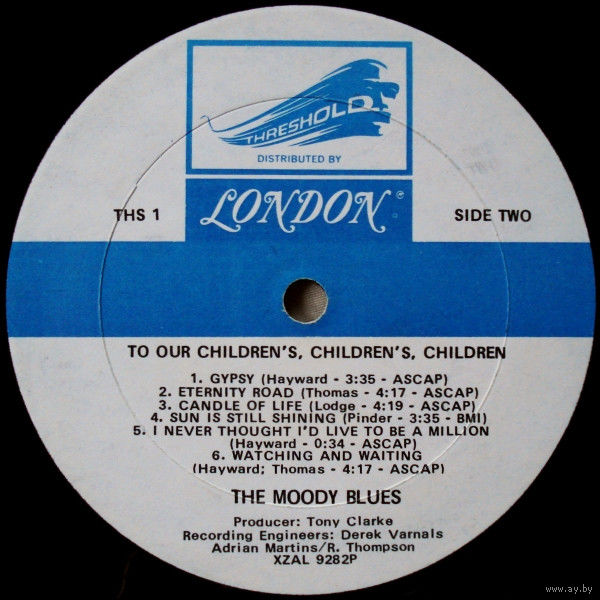 THRESHOLD
DISTRIBUTED BY
LONDON®
THS 1
SIDE TWO
TO OUR CHILDREN'S, CHILDREN'S, CHILDREN
1. GYPSY (Hayward - 3:35 - ASCAP)
2. ETERNITY ROAD (Thomas - 4:17 - ASCAP)
3. CANDLE OF LIFE (Lodge - 4:19 - ASCAP)
4. SUN IS STILL SHINING (Pinder - 3:35 - BMI)
5. I NEVER THOUGHT I'D LIVE TO BE A MILLION
(Hayward - 0:34 - ASCAP)
6. WATCHING AND WAITING
(Hayward; Thomas - 4:17 - ASCAP)
THE MOODY BLUES
Producer: Tony Clarke
Recording Engineers: Derek Varnals
Adrian Martins/R. Thompson
XZAL 9282P
www.ay.by